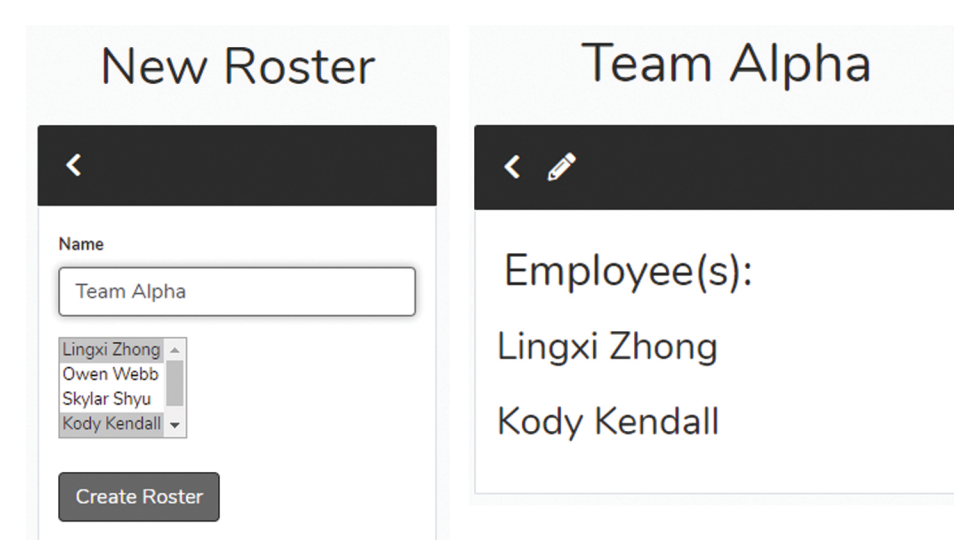 New Roster
Name
Team Alpha
Lingxi Zhong
Owen Webb
Skylar Shyu
Kody Kendall
Create Roster
Team Alpha
Employee(s):
Lingxi Zhong
Kody Kendall